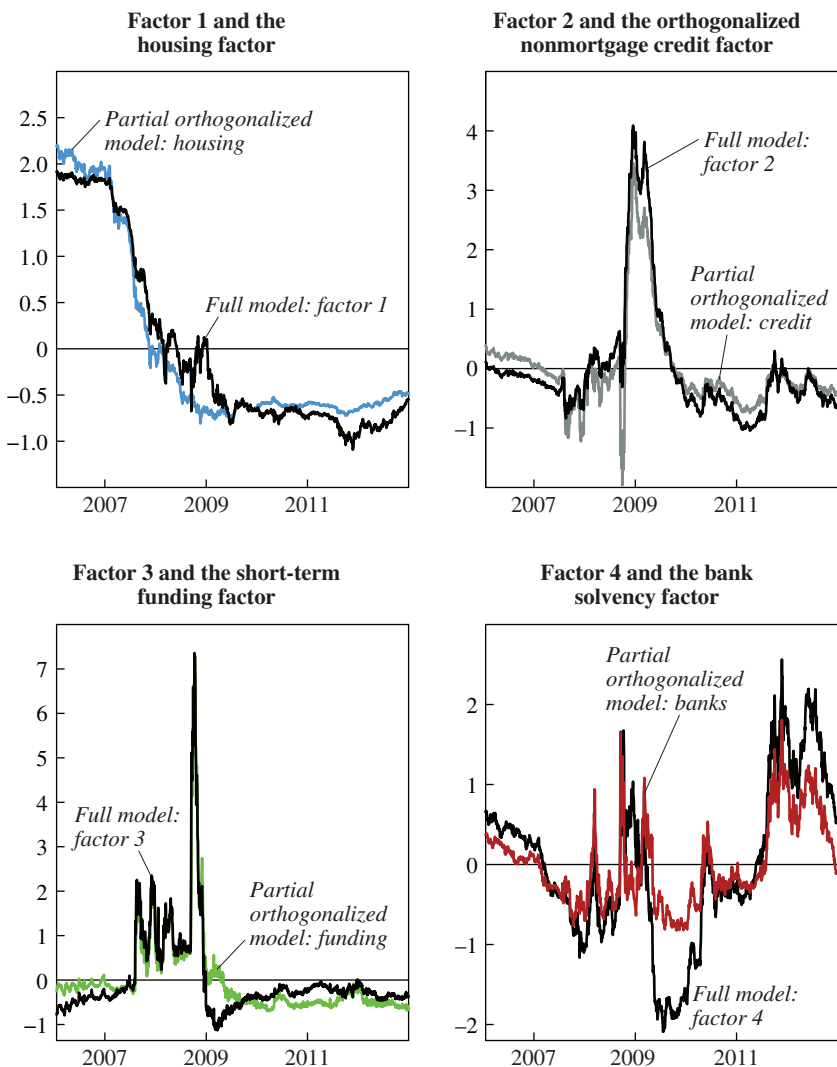 Factor 1 and the
housing factor
2.5
2.0
1.5
1.0
0.5
0
−0.5
−1.0
Partial orthogonalized
model: housing
Full model: factor 1
2007
2009
2011
Factor 2 and the orthogonalized
nonmortgage credit factor
4
3
2
1
0
−1
Full model:
factor 2
Partial
orthogonalized
model: credit
2007
2009
2011
Factor 3 and the short-term
funding factor
7
6
5
4
3
2
1
0
−1
Full model:
factor 3
Partial
orthogonalized
model: funding
2007
2009
2011
Factor 4 and the bank
solvency factor
2
1
0
−1
−2
Partial
orthogonalized
model: banks
Full model:
factor 4
2007
2009
2011